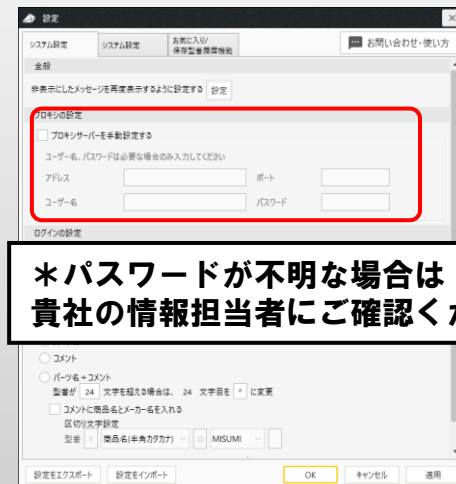 設定
システム設定
システム設定
お気に入り/
保存型番履歴機能
お問い合わせ・使い方
全般
非表示にしたメッセージを再度表示するように設定する 設定
プロキシの設定
プロキシサーバーを手動設定する
ユーザー名、パスワードは必要な場合のみ入力してください
アドレス
ポート
ユーザー名
パスワード
ログインの設定
*パスワードが不明な場合は
貴社の情報担当者にご確認くだ
コメント
パーツ名+コメント
型番が 24 文字を超える場合は、 24 文字目を ^ に変更
コメントに商品名とメーカー名を入れる
区切り文字設定
型番 商品名(半角カタカナ) MISUMI
設定をエクスポート
設定をインポート
OK
キャンセル
適用